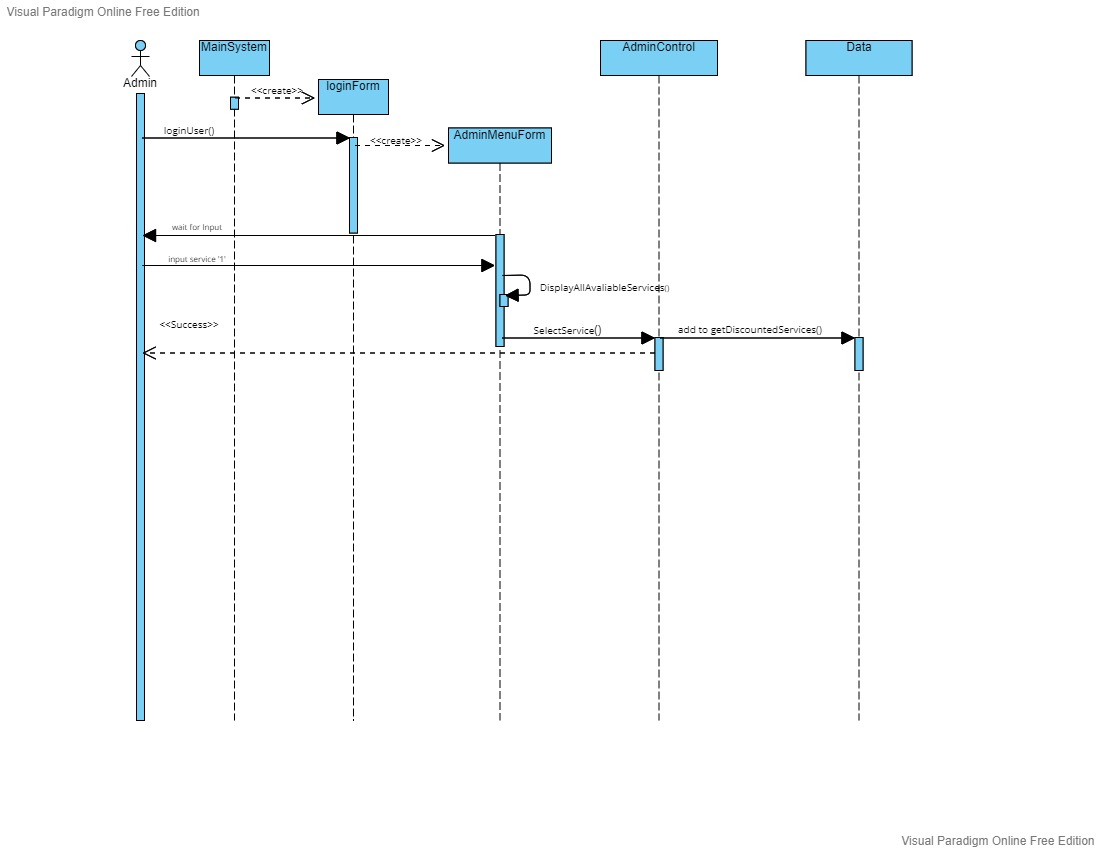 Visual Paradigm Online Free Edition
MainSystem
AdminControl
Data
Admin
loginForm
<<create>>
loginUser()
<<create>>
AdminMenuForm
wait for Input
input service '1'
DisplayAllAvaliableServices()
<<Success>>
SelectService()
add to getDiscountedServices()
Visual Paradigm Online Free Edition